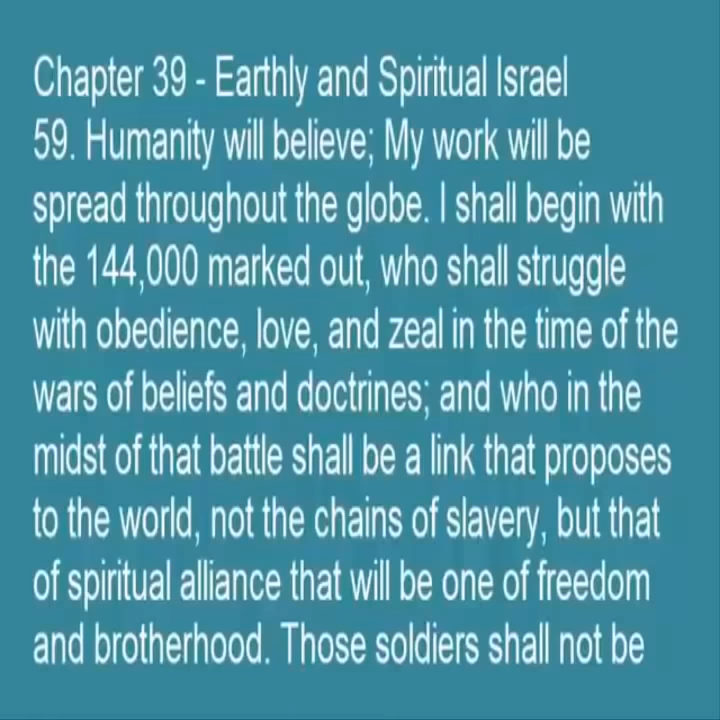 Chapter 39 - Earthly and Spiritual Israel
59. Humanity will believe; My work will be
spread throughout the globe. I shall begin with
the 144,000 marked out, who shall struggle
with obedience, love, and zeal in the time of the
wars of beliefs and doctrines; and who in the
midst of that battle shall be a link that proposes
to the world, not the chains of slavery, but that
of spiritual alliance that will be one of freedom
and brotherhood. Those soldiers shall not be